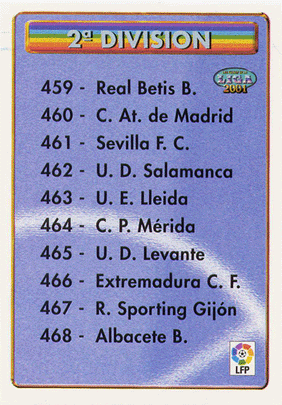 2ª DIVISION
LIGA
2001
459 - Real Betis B.
460 - C. At. de Madrid
461 - Sevilla F. C.
462 - U. D. Salamanca
463 - U. E. Lleida
464 - C. P. Mérida
465 - U. D. Levante
466 - Extremadura C. F.
467 - R. Sporting Gijón
468 - Albacete B.
LFP